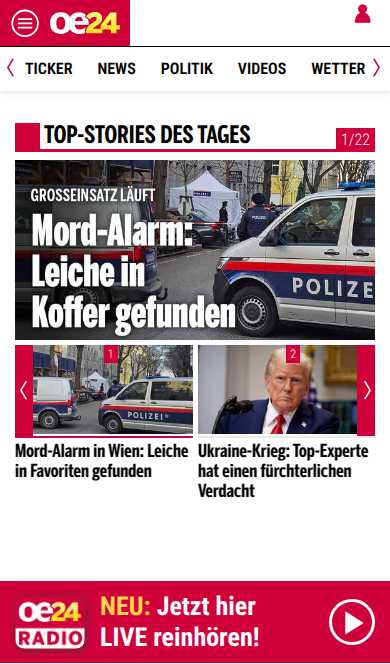 oe24
TICKER NEWS POLITIK VIDEOS WETTER
TOP-STORIES DES TAGES
1/22
GROSSEINSATZ LÄUFT
Mord-Alarm:
Leiche in
Koffer gefunden
POLIZEI
1
POLIZEI
2
Mord-Alarm in Wien: Leiche
in Favoriten gefunden
Ukraine-Krieg: Top-Experte
hat einen fürchterlichen
Verdacht
oe24
RADIO
NEU: Jetzt hier
LIVE reinhören!